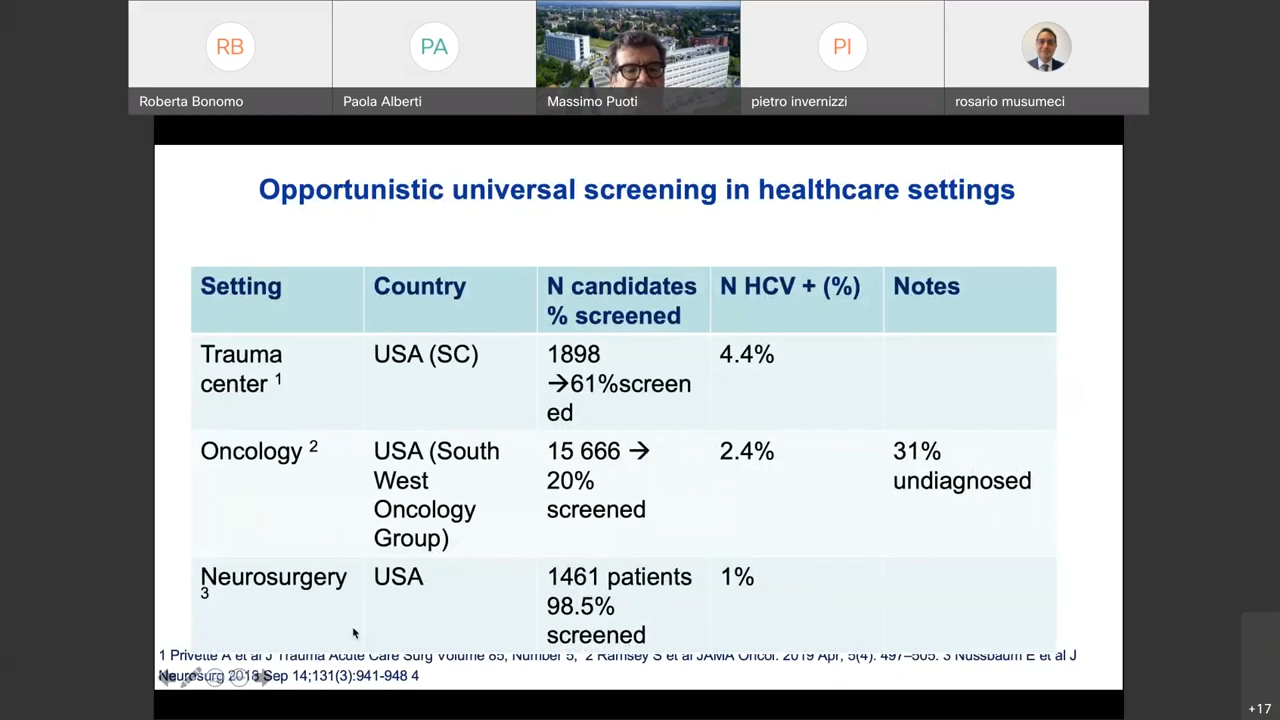 RB
PA
PI
Roberta Bonomo
Paola Alberti
Massimo Puoti
pietro invernizzi
rosario musumeci
Opportunistic universal screening in healthcare settings
Setting
Country
N candidates
% screened
N HCV + (%)
Notes
Trauma
center 1
USA (SC)
1898
→61%screen
ed
4.4%
Oncology 2
USA (South
West
Oncology
Group)
15 666 →
20%
screened
2.4%
31%
undiagnosed
Neurosurgery
3
USA
1461 patients
98.5%
screened
1%
1 Privette A et al J Trauma Acute Care Surg Volume 85, Number 5, 2 Ramsey S et al JAMA Oncol. 2019 Apr, 5(4): 497–505. 3 Nussbaum E et al J
Neurosurg 2018 Sep 14;131(3):941-948 4
+17